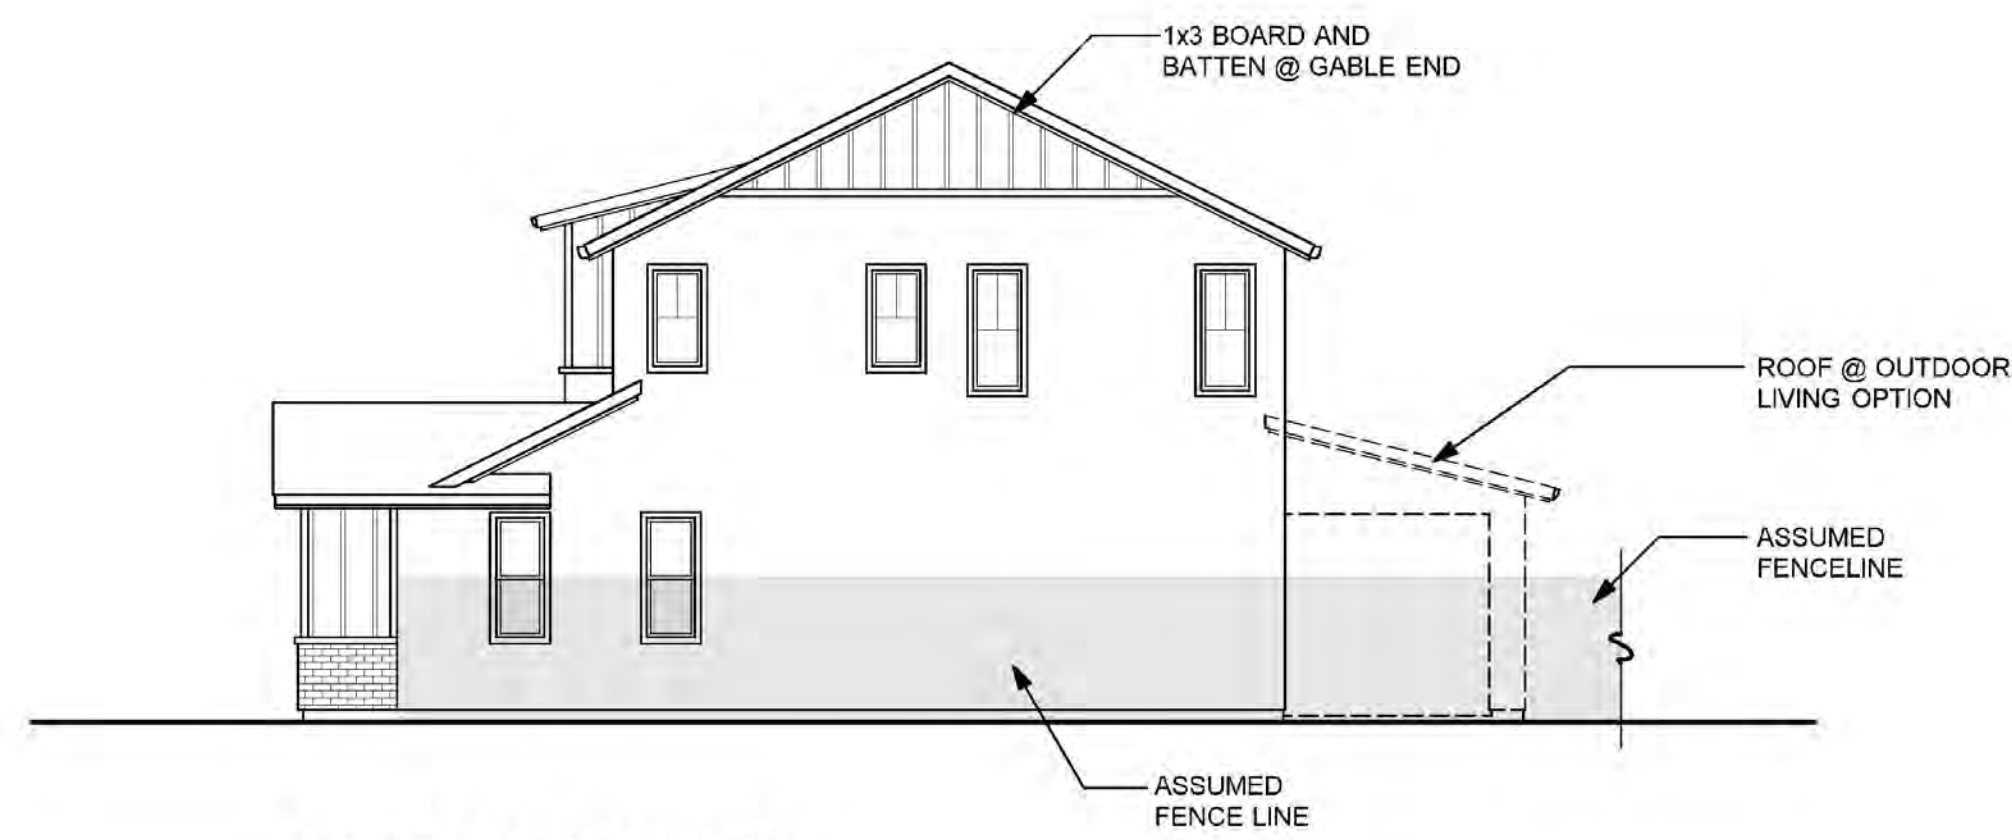 1x3 BOARD AND
BATTEN @ GABLE END
ROOF @ OUTDOOR
LIVING OPTION
ASSUMED
FENCELINE
ASSUMED
FENCE LINE